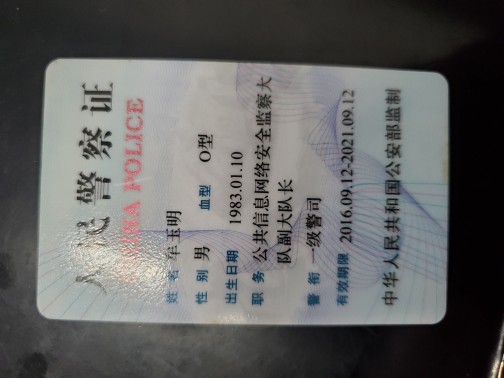 人民警察证
CHINA POLICE
姓名 牟玉明
性别 男 血型 O型
出生日期 1983.01.10
职务 公共信息网络安全监察大
队副大队长
警衔 一级警司
有效期限 2016.09.12-2021.09.12
中华人民共和国公安部监制